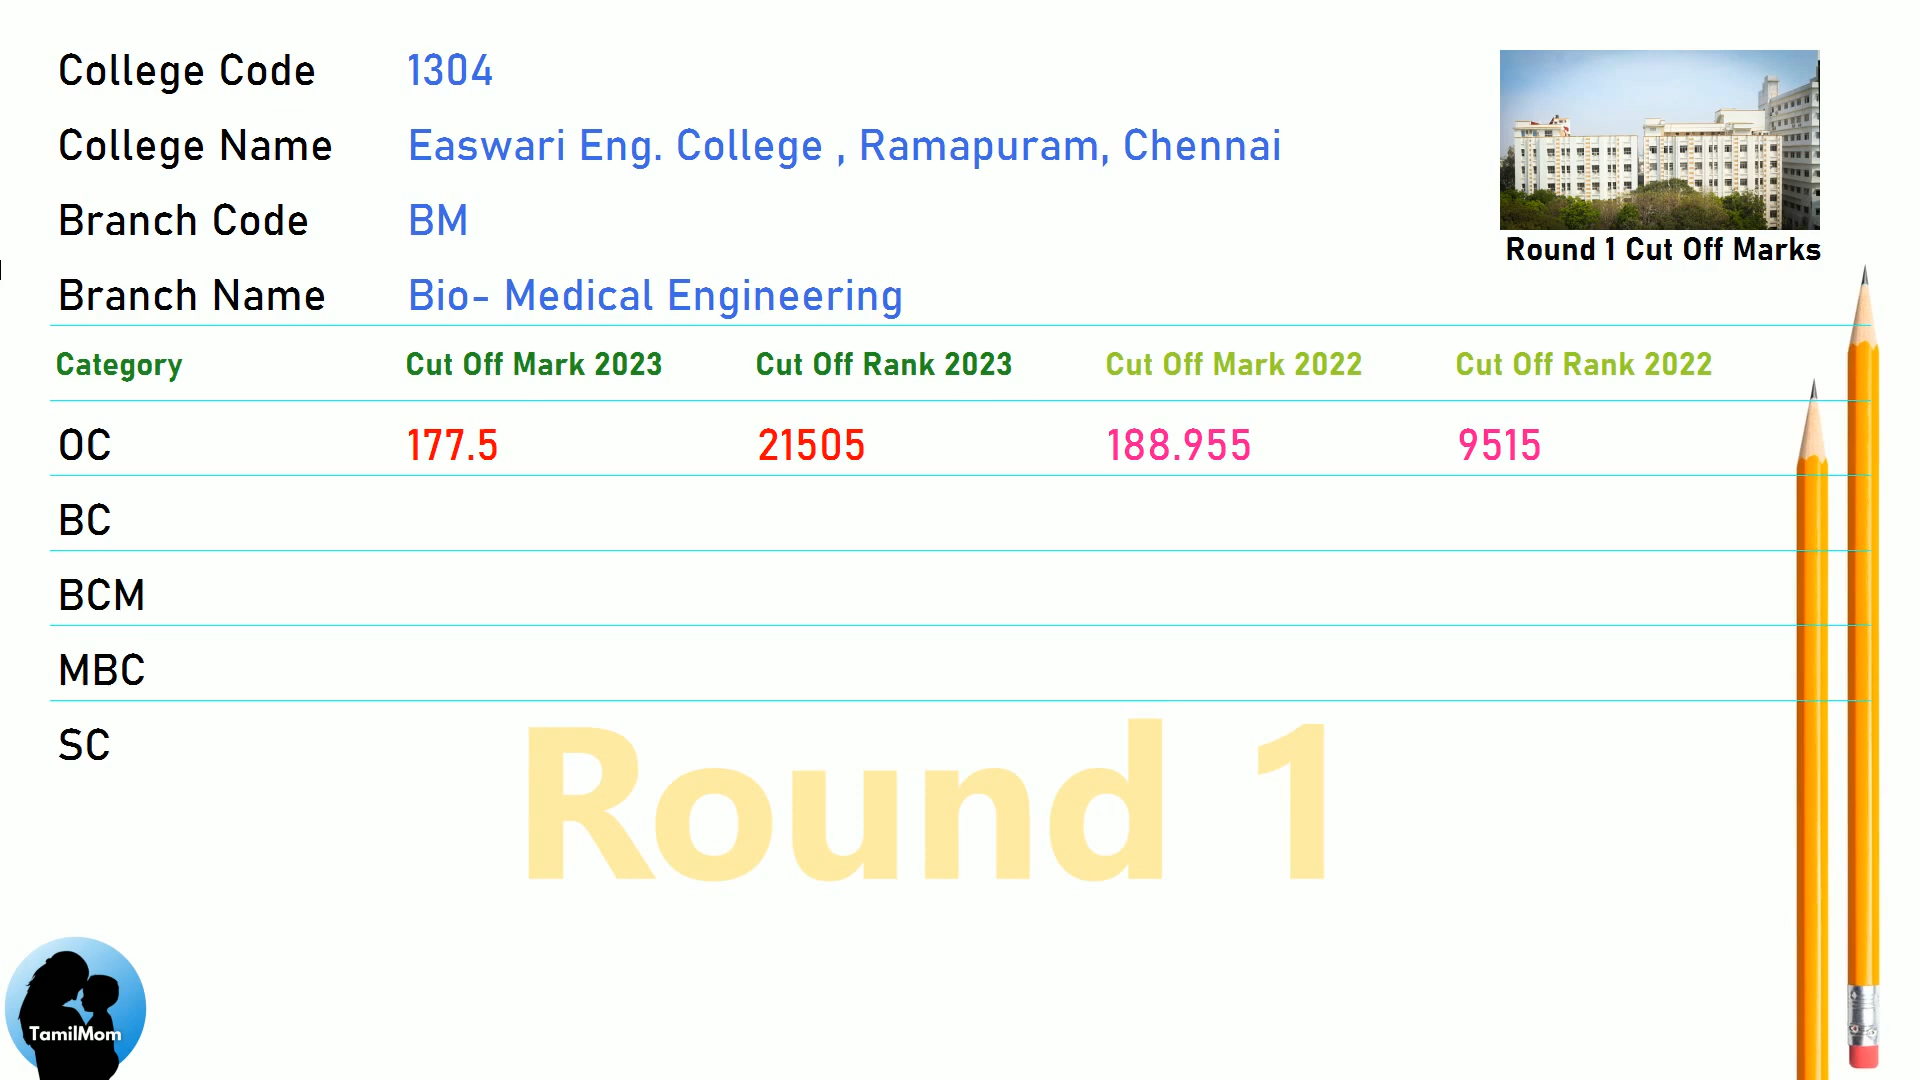 College Code 1304
College Name Easwari Eng. College , Ramapuram, Chennai
Branch Code BM
Branch Name Bio- Medical Engineering
Round 1 Cut Off Marks
Category Cut Off Mark 2023 Cut Off Rank 2023 Cut Off Mark 2022 Cut Off Rank 2022
OC 177.5 21505 188.955 9515
BC
BCM
MBC
SC
Round 1
TamilMom